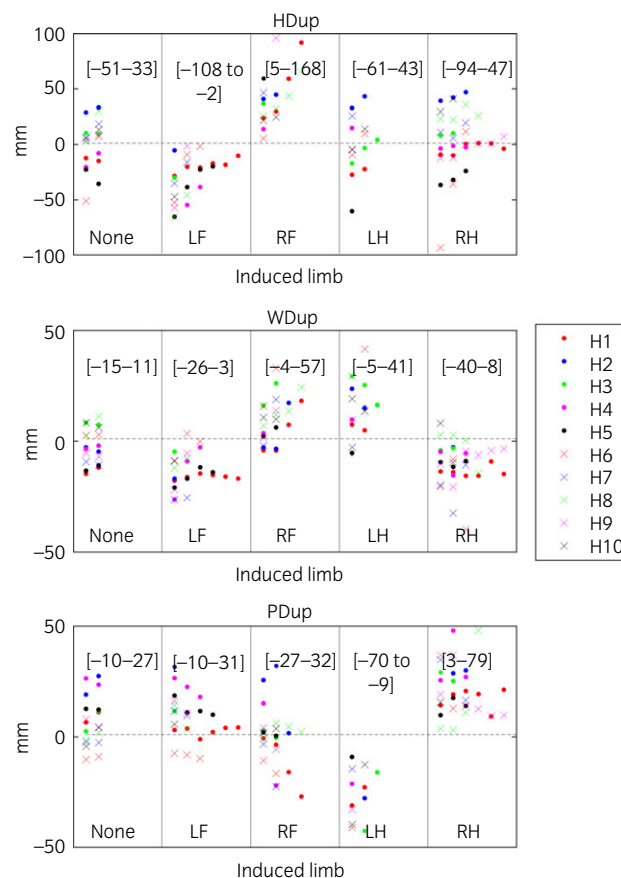 HDup
100
[−51–33] [−108 to −2] [5–168] [−61–43] [−94–47]
50
mm
0
−50
None LF RF LH RH
−100
Induced limb
WDup
50
[−15–11] [−26–3] [−4–57] [−5–41] [−40–8]
mm
0
None LF RF LH RH
−50
Induced limb
H1
H2
H3
H4
H5
H6
H7
H8
H9
H10
PDup
50
[−10–27] [−10–31] [−27–32] [−70 to −9] [3–79]
mm
0
None LF RF LH RH
−50
Induced limb